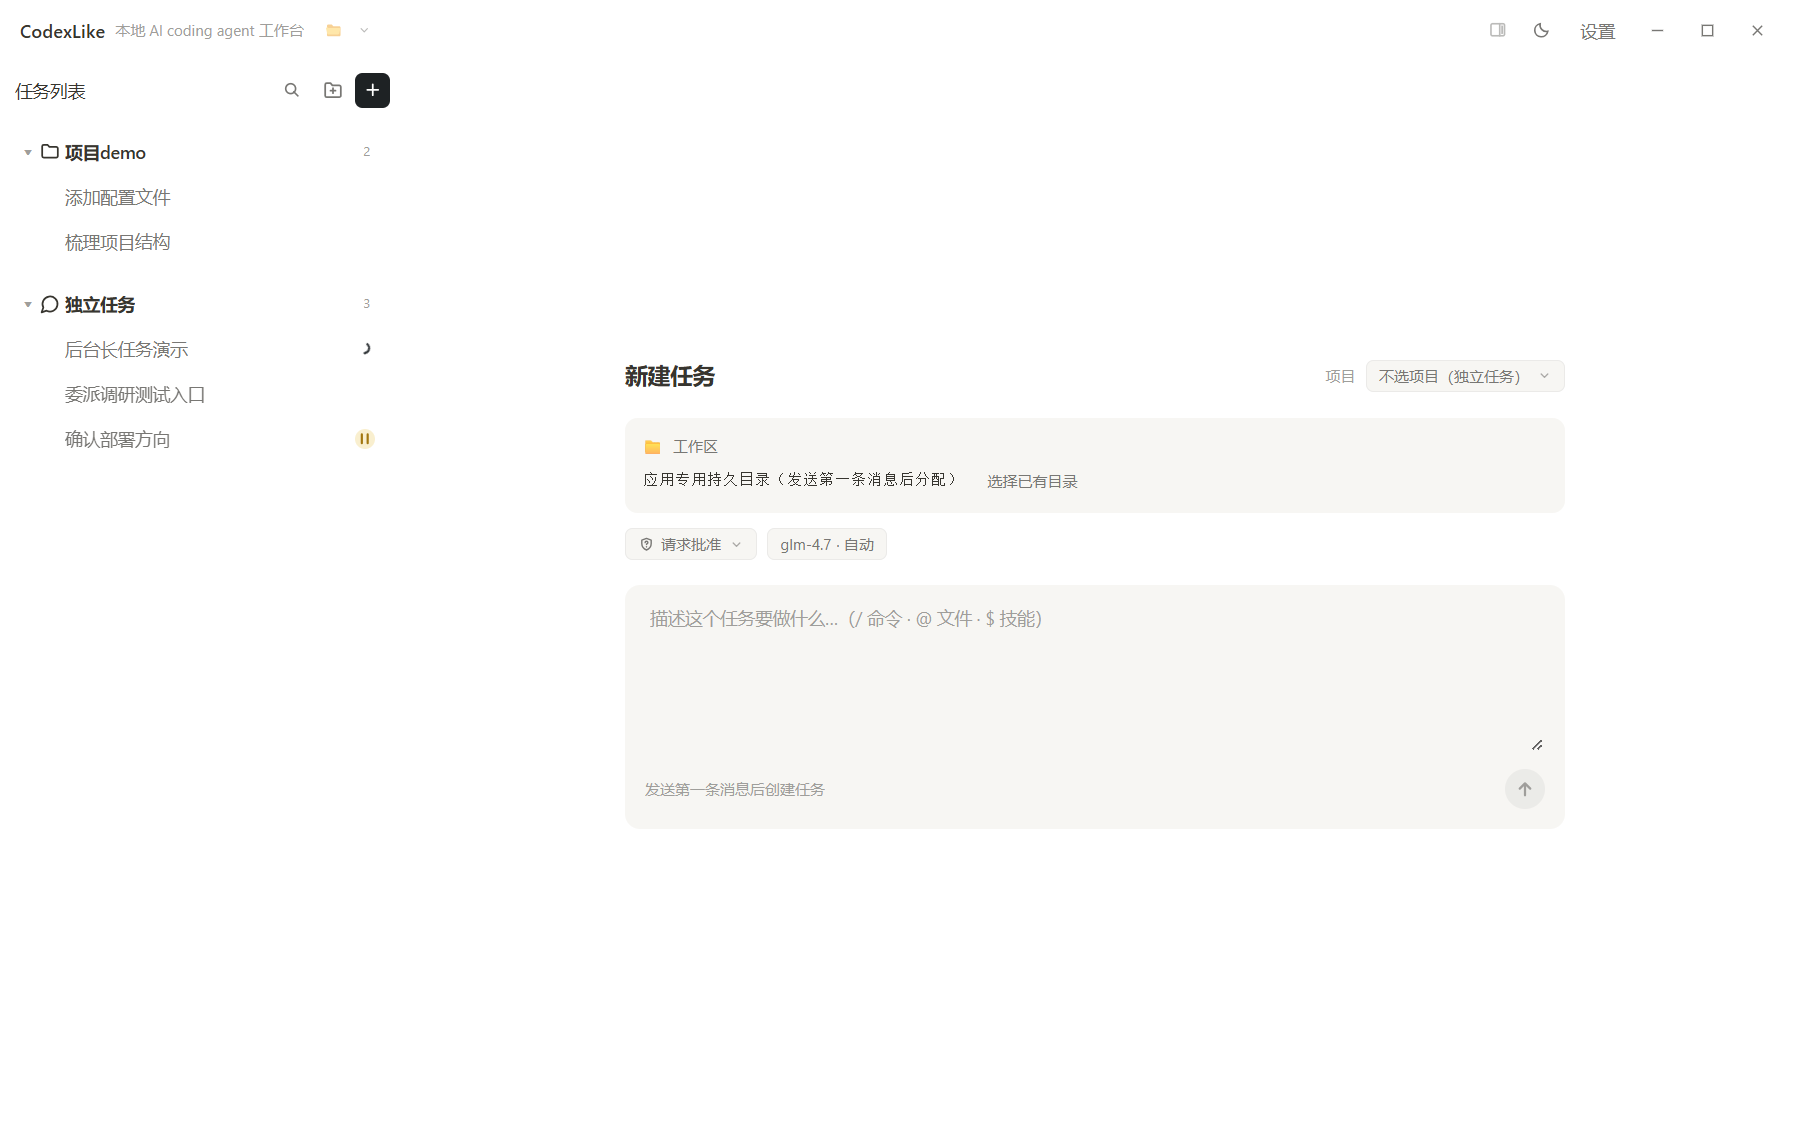 CodexLike 本地 AI coding agent 工作台
设置
任务列表
项目demo 2
添加配置文件
梳理项目结构
独立任务 3
后台长任务演示
委派调研测试入口
确认部署方向
新建任务
项目 不选项目（独立任务）
工作区
应用专用持久目录（发送第一条消息后分配） 选择已有目录
请求批准 glm-4.7 · 自动
描述这个任务要做什么...（/ 命令 · @ 文件 · $ 技能）
发送第一条消息后创建任务